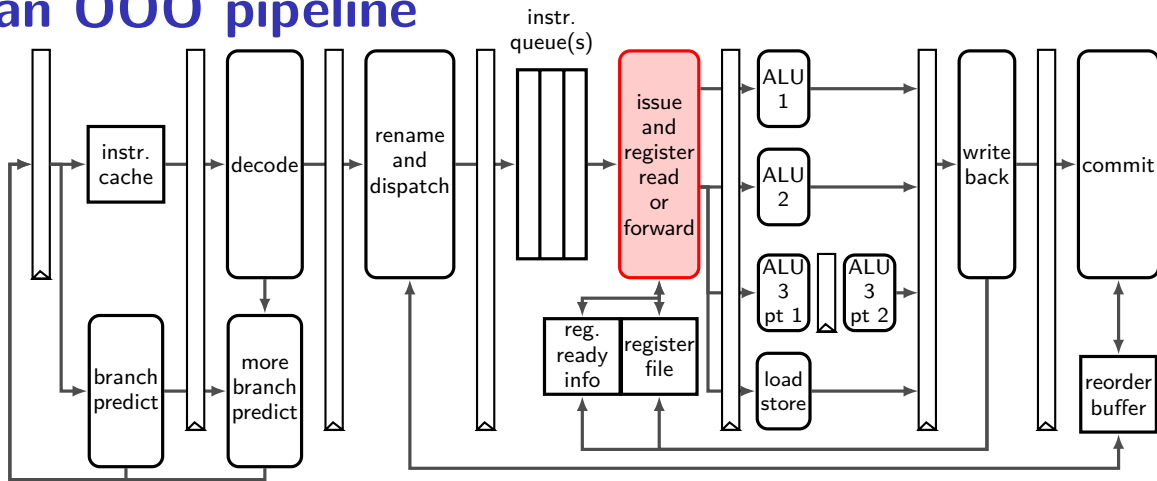 an OOO pipeline
instr.
queue(s)
instr.
cache
decode
rename
and
dispatch
issue
and
register
read
or
forward
ALU
1
ALU
2
ALU
3
pt 1
ALU
3
pt 2
load
store
write
back
commit
branch
predict
more
branch
predict
reg.
ready
info
register
file
reorder
buffer